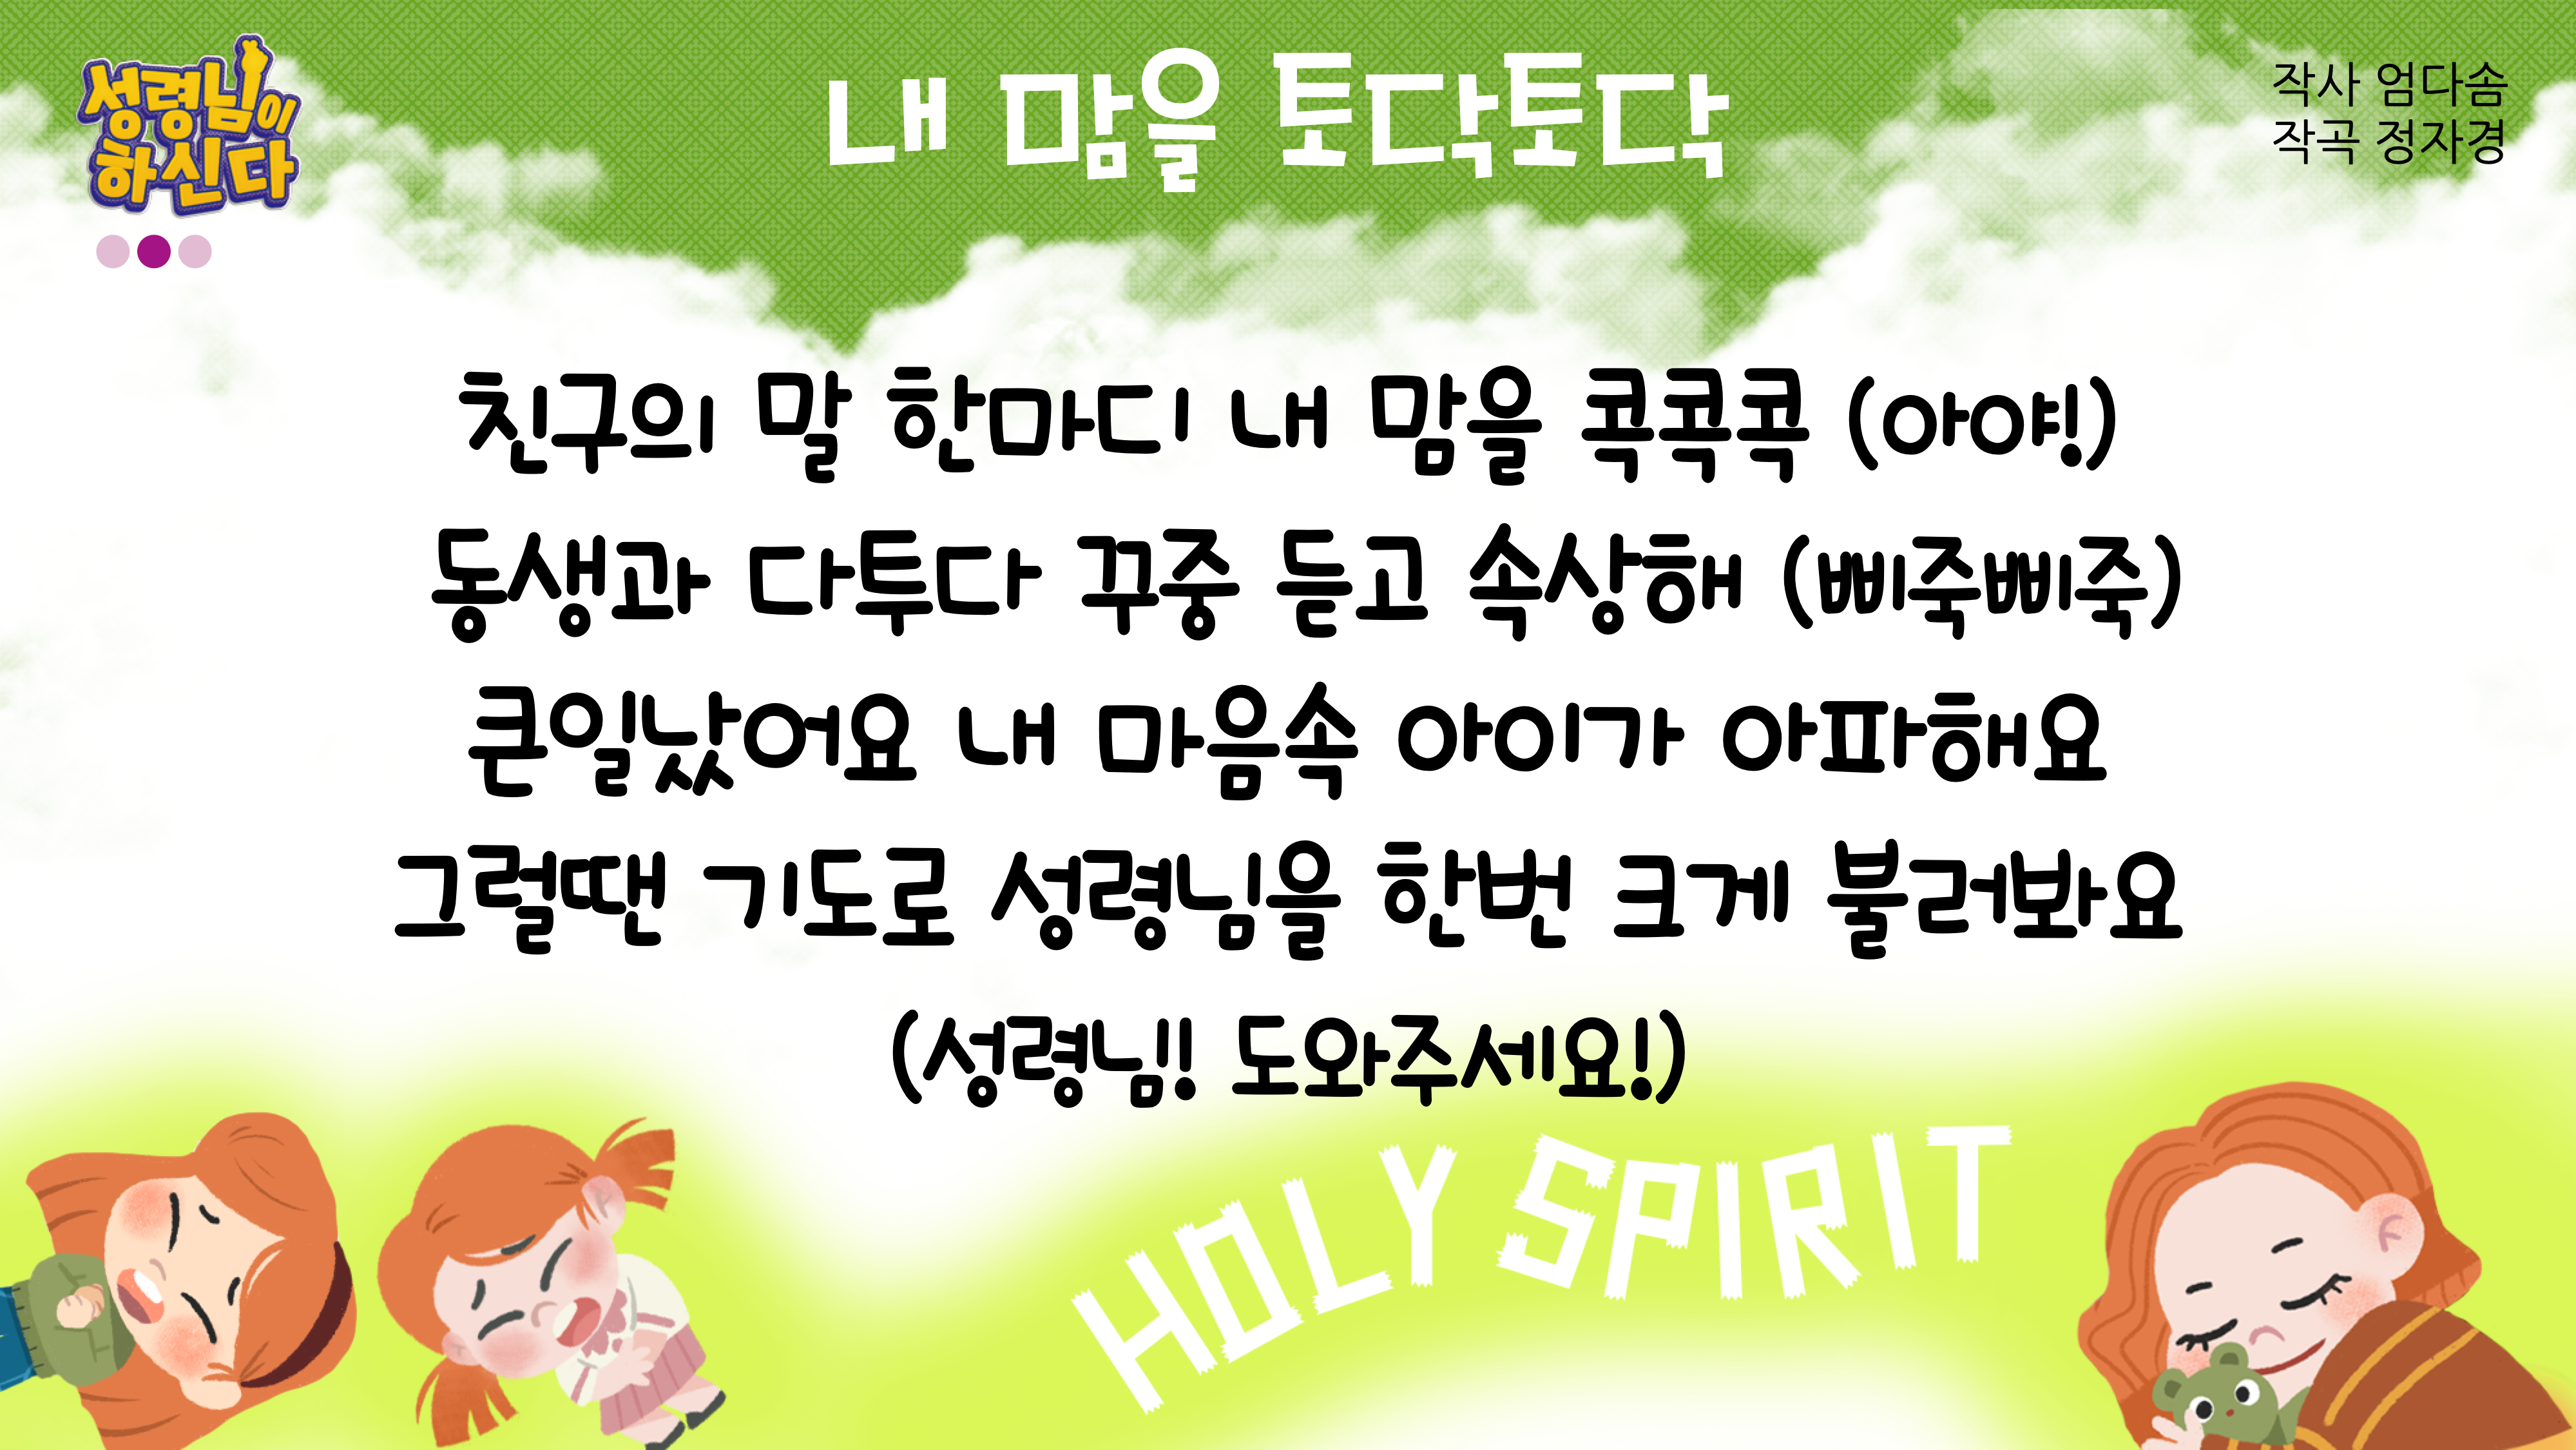 성령님이
하신다
내 맘을 토닥토닥
작사 엄다솜
작곡 정자경
친구의 말 한마디 내 맘을 콕콕콕 (아야!)
동생과 다투다 꾸중 듣고 속상해 (삐죽삐죽)
큰일났어요 내 마음속 아이가 아파해요
그럴땐 기도로 성령님을 한번 크게 불러봐요
(성령님! 도와주세요!)
HOLY SPIRIT